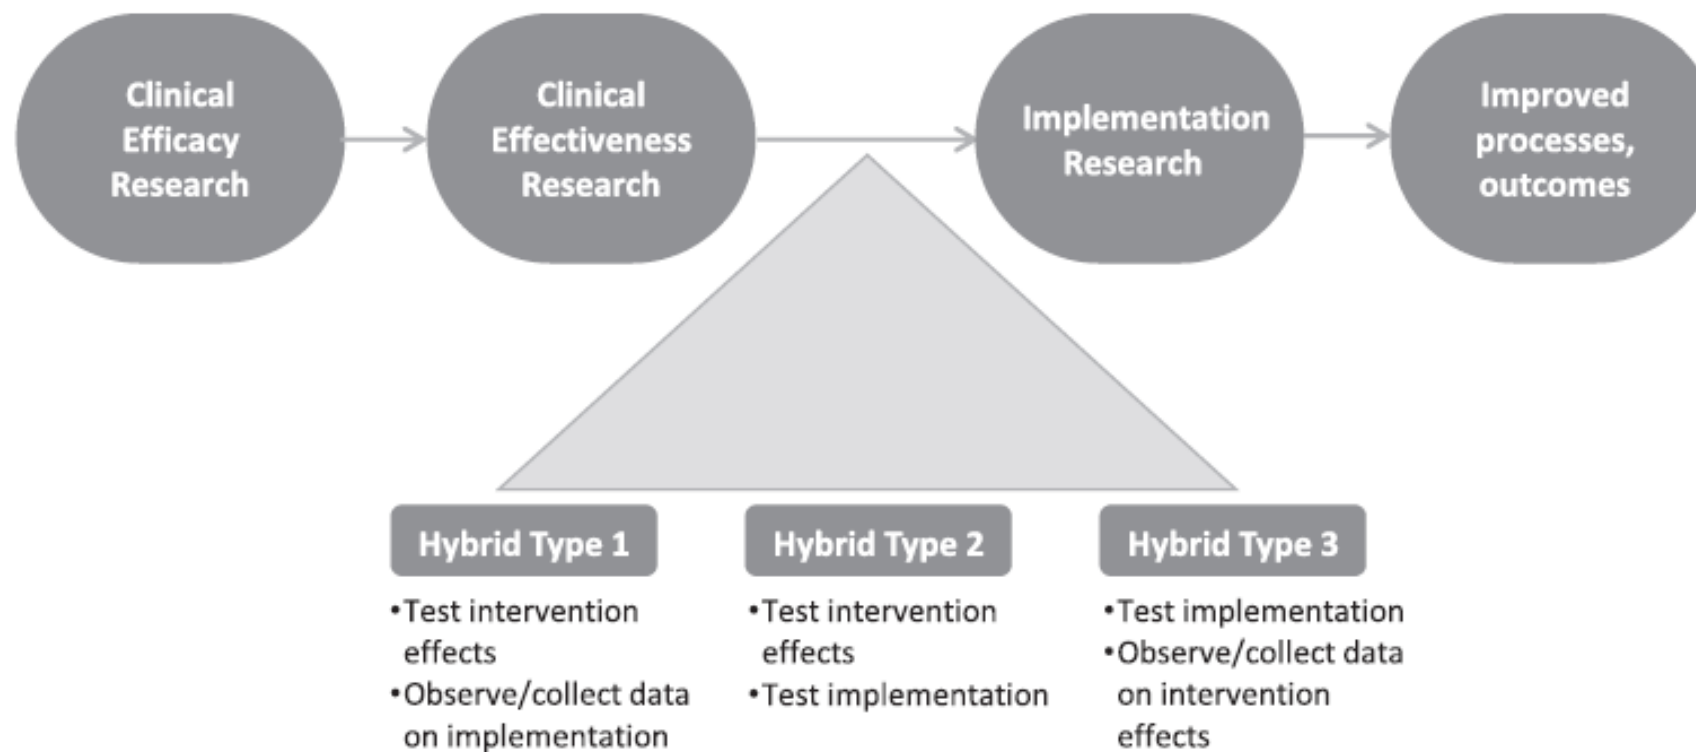 Clinical
Efficacy
Research
Clinical
Effectiveness
Research
Implementation
Research
Improved
processes,
outcomes
Hybrid Type 1
•Test intervention
effects
•Observe/collect data
on implementation
Hybrid Type 2
•Test intervention
effects
•Test implementation
Hybrid Type 3
•Test implementation
•Observe/collect data
on intervention
effects